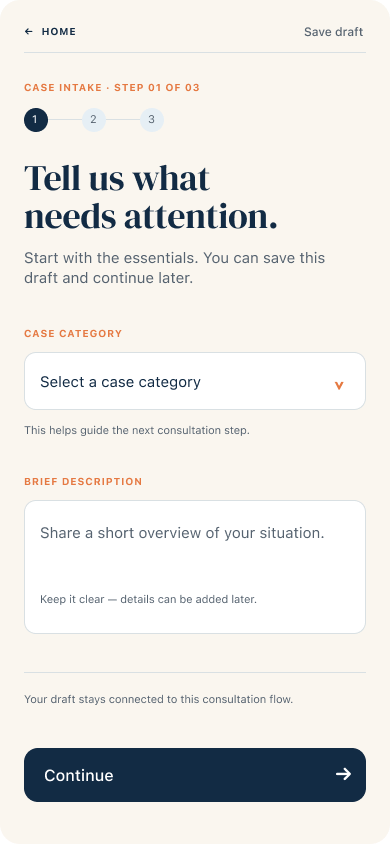 ← HOME
Save draft
CASE INTAKE · STEP 01 OF 03
1 2 3
Tell us what
needs attention.
Start with the essentials. You can save this
draft and continue later.
CASE CATEGORY
Select a case category
This helps guide the next consultation step.
BRIEF DESCRIPTION
Share a short overview of your situation.
Keep it clear — details can be added later.
Your draft stays connected to this consultation flow.
Continue →